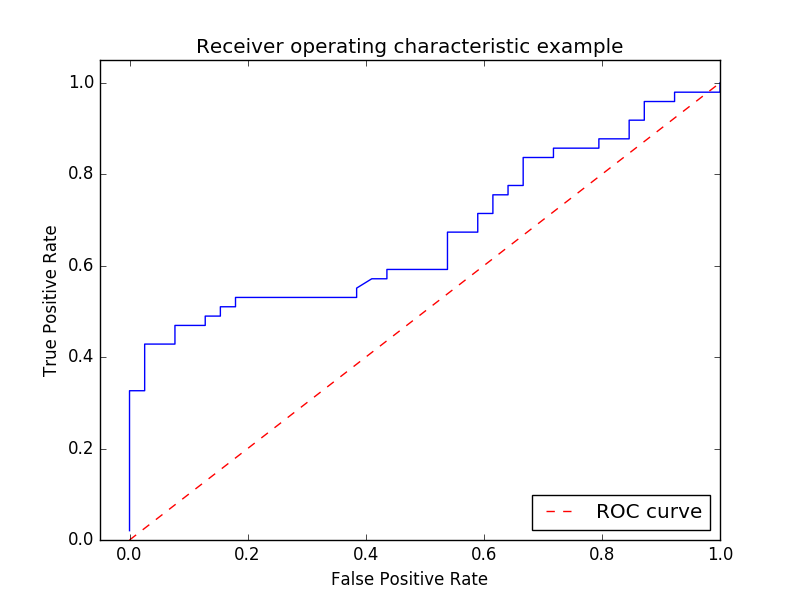 Receiver operating characteristic example
1.0
0.8
0.6
0.4
0.2
0.0
True Positive Rate
ROC curve
0.0 0.2 0.4 0.6 0.8 1.0
False Positive Rate